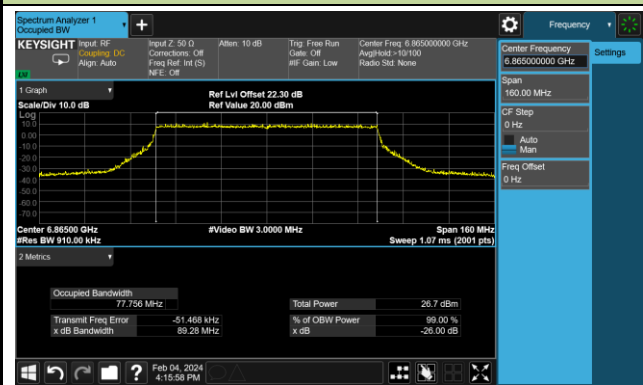 Spectrum Analyzer 1
Occupied BW
Frequency
KEYSIGHT
Input: RF
Coupling: DC
Align: Auto
Input Z: 50 Ω
Corrections: Off
Freq Ref: Int (S)
NFE: Off
Atten: 10 dB
Trig: Free Run
Gate: Off
#IF Gain: Low
Center Freq: 6.865000000 GHz
Avg|Hold:>10/100
Radio Std: None
Center Frequency
6.865000000 GHz
Settings
Span
160.00 MHz
CF Step
0 Hz
Auto
Man
Freq Offset
0 Hz
1 Graph
Scale/Div 10.0 dB
Ref Lvl Offset 22.30 dB
Ref Value 20.00 dBm
Log
10.0
0.00
-10.0
-20.0
-30.0
-40.0
-50.0
-60.0
-70.0
Center 6.86500 GHz
#Res BW 910.00 kHz
#Video BW 3.0000 MHz
Span 160 MHz
Sweep 1.07 ms (2001 pts)
2 Metrics
Occupied Bandwidth
77.756 MHz
Total Power 26.7 dBm
Transmit Freq Error -51.468 kHz
% of OBW Power 99.00 %
x dB Bandwidth 89.28 MHz
x dB -26.00 dB
Feb 04, 2024
4:15:58 PM